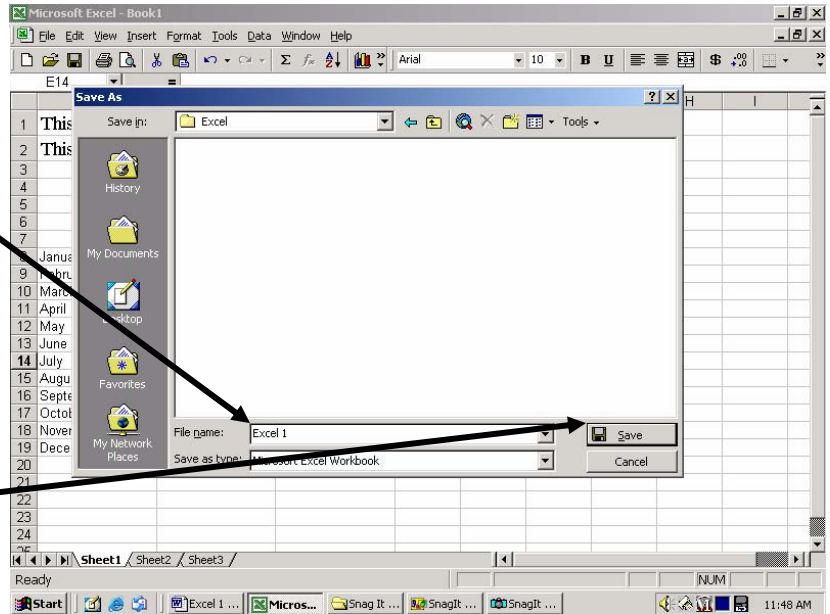 Microsoft Excel - Book1
File Edit View Insert Format Tools Data Window Help
Arial 10 B U $
E14 =
Save As
H I
Save in: Excel Tools
1 This
2 This
3
4
5
6
7
8 Janua
9 Febru
10 March
11 April
12 May
13 June
14 July
15 Augu
16 Septe
17 Octob
18 Nover
19 Dece
20
21
22
23
24
25
History
My Documents
Desktop
Favorites
My Network
Places
File name: Excel 1
Save
Save as type: Microsoft Excel Workbook
Cancel
Sheet1 Sheet2 Sheet3
Ready NUM
Start Excel 1 ... Micros... Snag It ... SnagIt ... SnagIt ... 11:48 AM